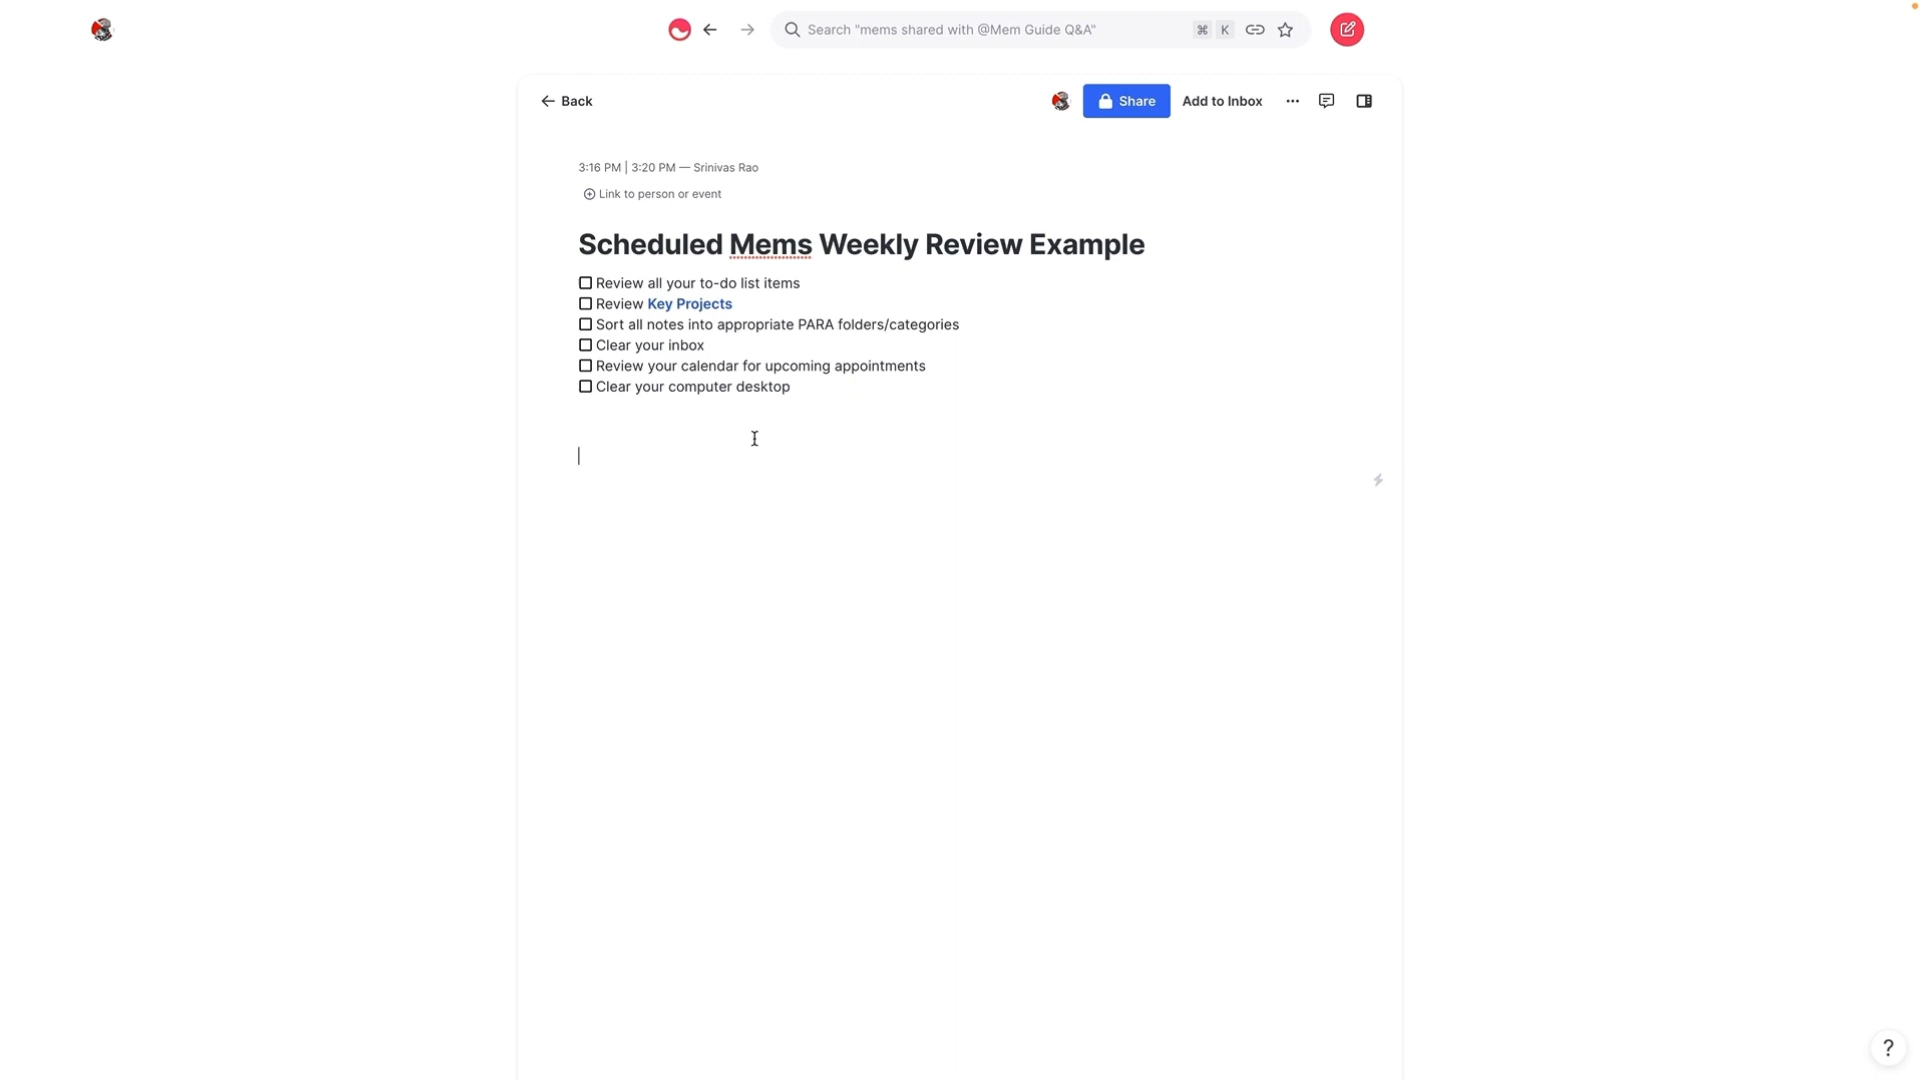 Search "mems shared with @Mem Guide Q&A" ⌘ K
Back Share Add to Inbox ...
3:16 PM | 3:20 PM — Srinivas Rao
Link to person or event
Scheduled Mems Weekly Review Example
Review all your to-do list items
Review Key Projects
Sort all notes into appropriate PARA folders/categories
Clear your inbox
Review your calendar for upcoming appointments
Clear your computer desktop
?